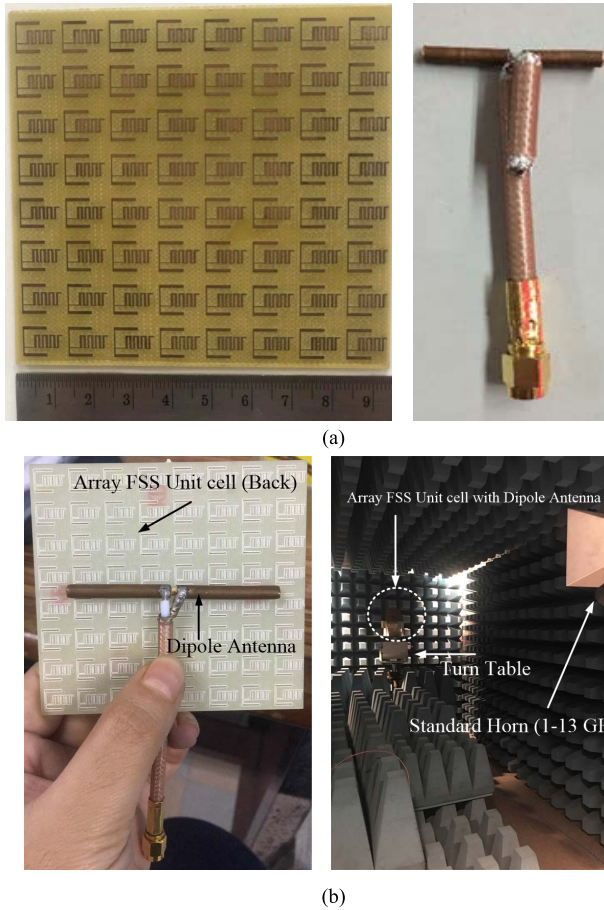 1 2 3 4 5 6 7 8 9
(a)
Array FSS Unit cell (Back)
Dipole Antenna
Array FSS Unit cell with Dipole Antenna
Turn Table
Standard Horn (1-13 G
(b)